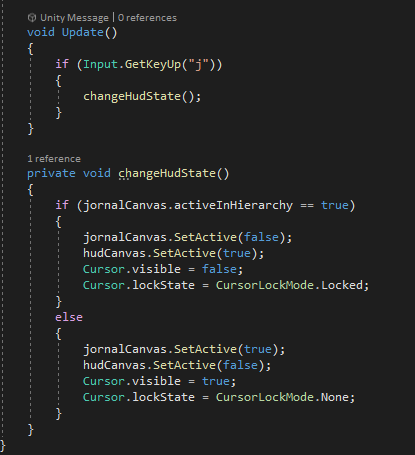 Unity Message | 0 references
void Update()
{
if (Input.GetKeyUp("j"))
{
changeHudState();
}
}
1 reference
private void changeHudState()
{
if (jornalCanvas.activeInHierarchy == true)
{
jornalCanvas.SetActive(false);
hudCanvas.SetActive(true);
Cursor.visible = false;
Cursor.lockState = CursorLockMode.Locked;
}
else
{
jornalCanvas.SetActive(true);
hudCanvas.SetActive(false);
Cursor.visible = true;
Cursor.lockState = CursorLockMode.None;
}
}
}